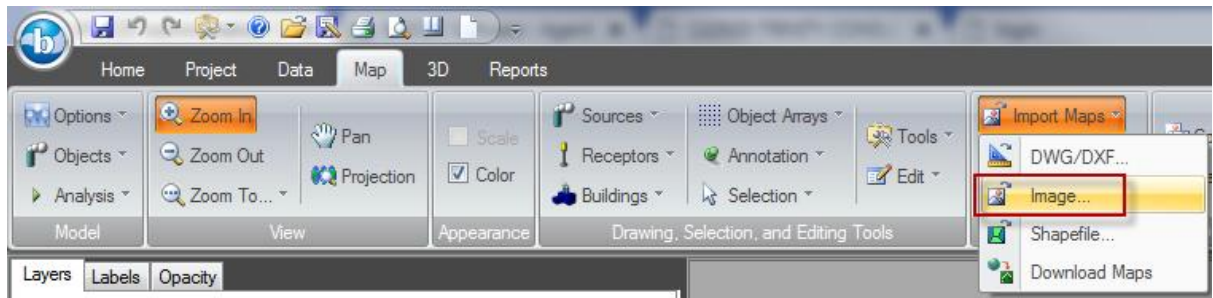 b
Home Project Data Map 3D Reports
Options Zoom In Pan Scale Sources Object Arrays Tools Import Maps
Objects Zoom Out Projection Color Receptors Annotation Edit
Analysis Zoom To... Buildings Selection
Model View Appearance Drawing, Selection, and Editing Tools
DWG/DXF...
Image...
Shapefile...
Download Maps
Layers Labels Opacity